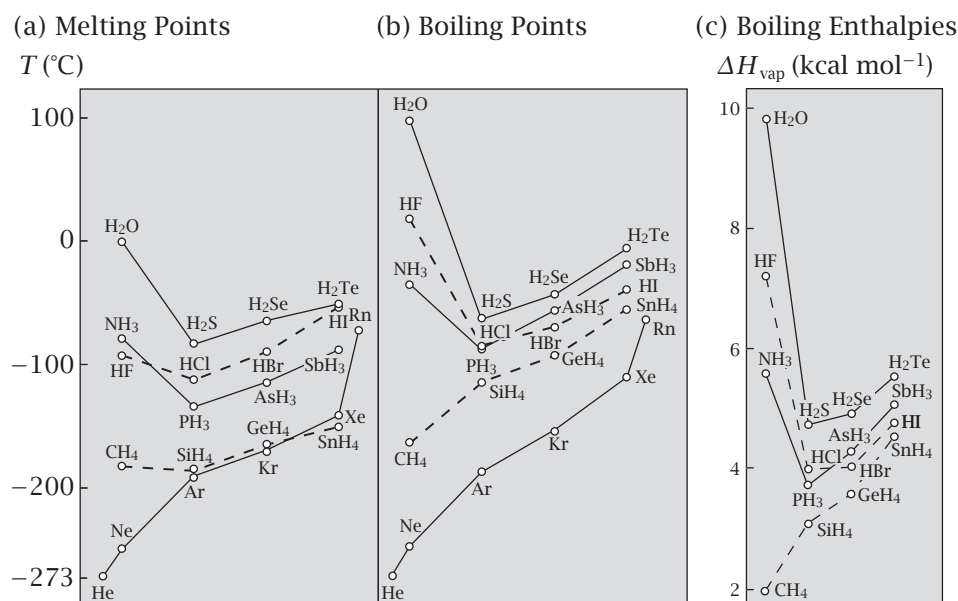 (a) Melting Points
T (°C)
100
0
−100
−200
−273
H₂O
H₂Te
H₂Se
H₂S
HI Rn
NH₃
HF
HCl
HBr
SbH₃
AsH₃
PH₃
GeH₄
Xe
SnH₄
CH₄
SiH₄
Kr
Ar
Ne
He
(b) Boiling Points
H₂O
HF
H₂Te
SbH₃
NH₃
H₂Se
HI
H₂S
AsH₃
SnH₄
HCl
HBr
Rn
PH₃
GeH₄
SiH₄
Xe
CH₄
Kr
Ar
Ne
He
(c) Boiling Enthalpies
ΔHvap (kcal mol⁻¹)
10
8
6
4
2
H₂O
HF
NH₃
H₂Te
H₂Se
SbH₃
H₂S
HI
AsH₃
SnH₄
HCl
HBr
PH₃
GeH₄
SiH₄
CH₄